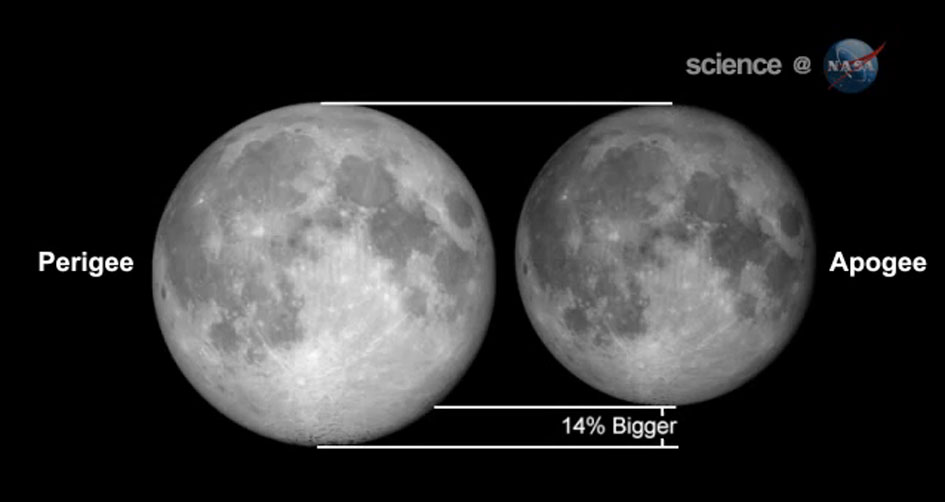 science @ NASA
Perigee
Apogee
14% Bigger